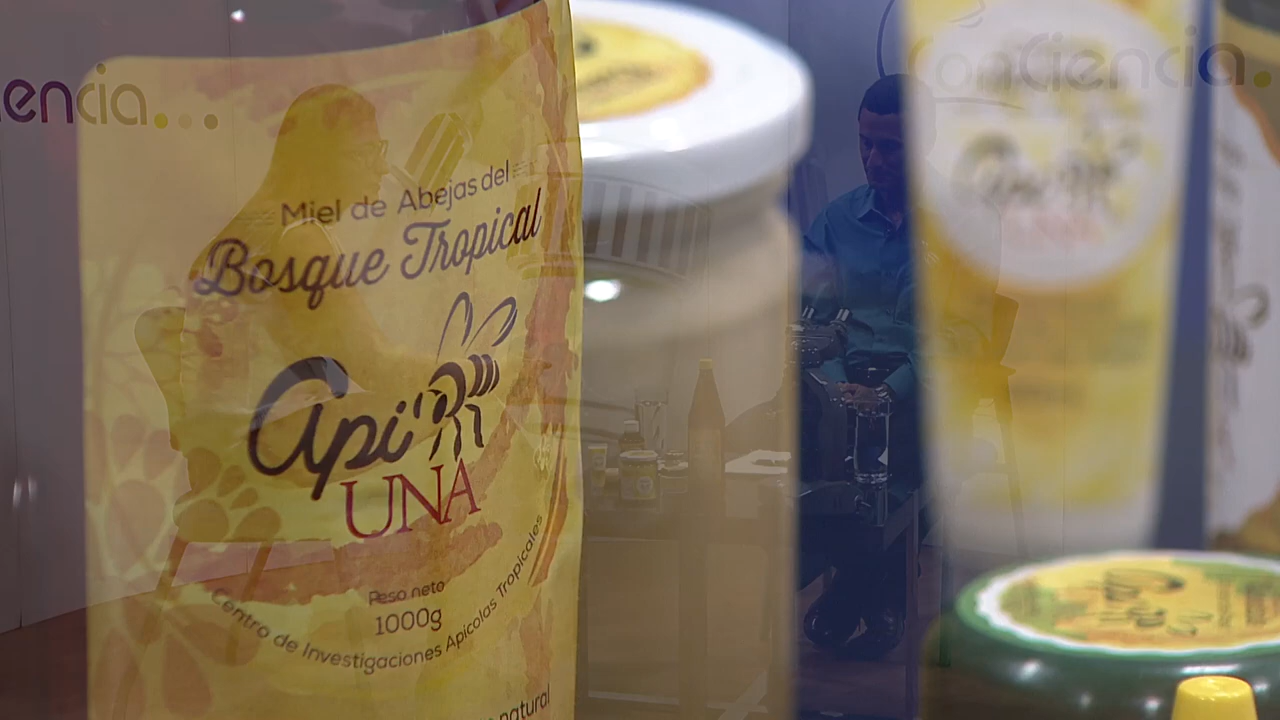 enCia...
ConCiencia.
Miel de Abejas del
Bosque Tropical
Api
UNA
Peso neto
1000g
Centro de Investigaciones Apícolas Tropicales
natural